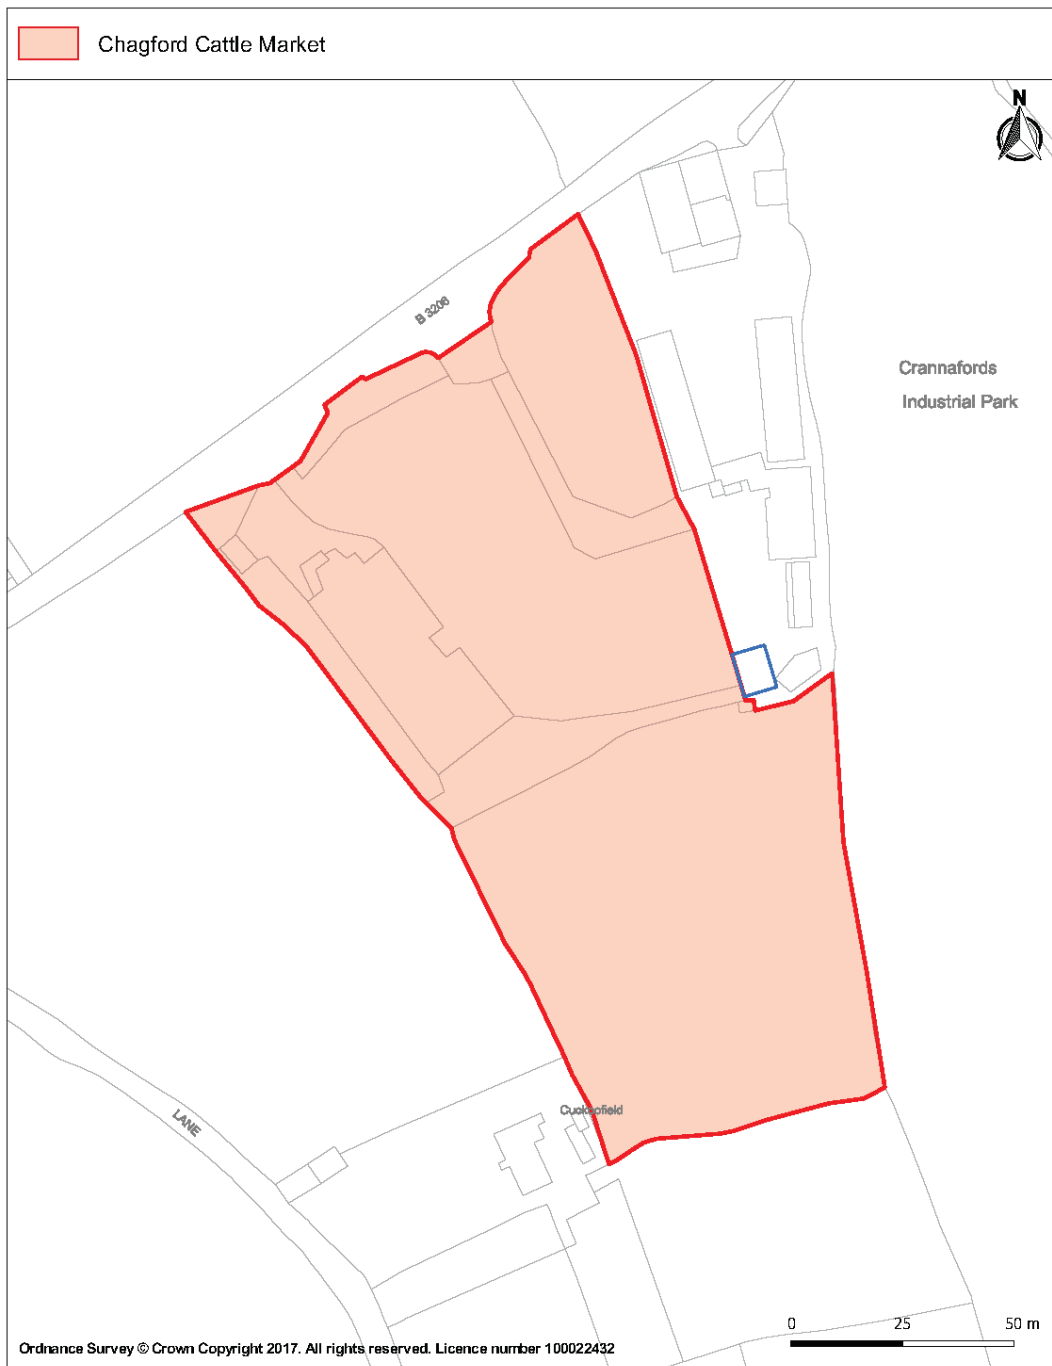 Chagford Cattle Market
N
B 3206
Crannafords
Industrial Park
Cuckoofield
LANE
0 25 50 m
Ordnance Survey © Crown Copyright 2017. All rights reserved. Licence number 100022432